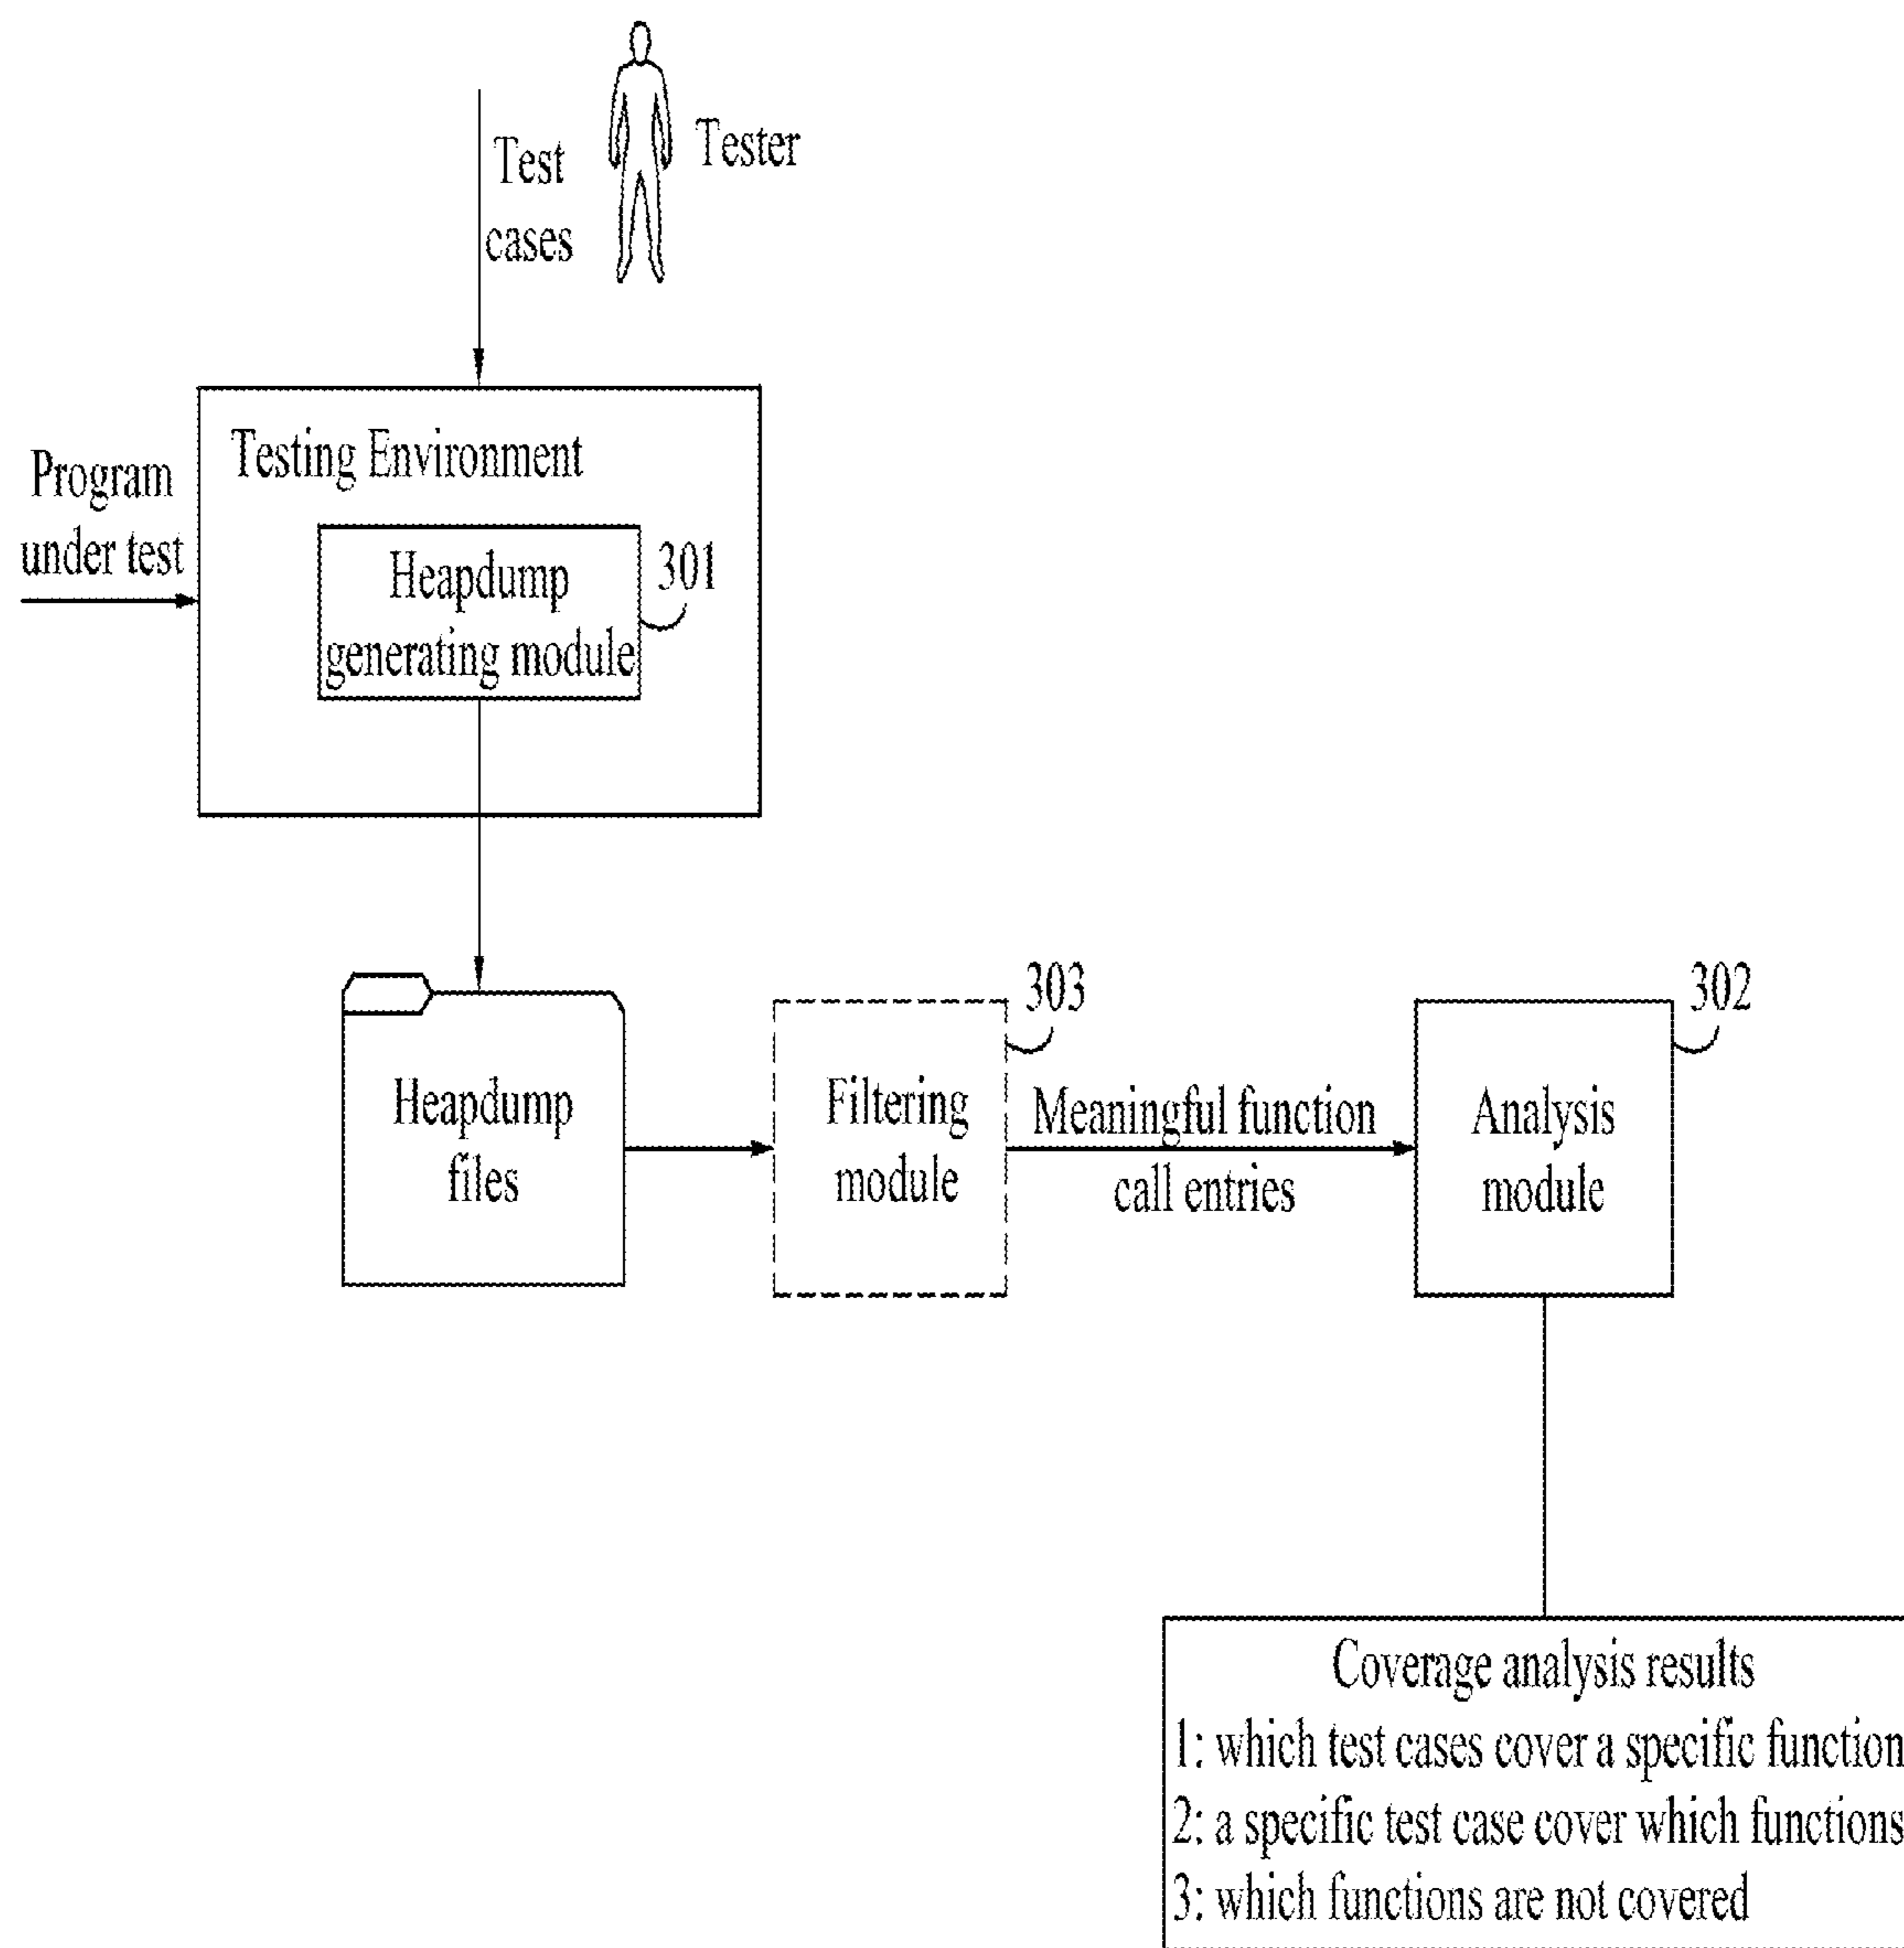 Test
cases
Tester
Program
under test
Testing Environment
Heapdump
generating module
301
Heapdump
files
Filtering
module
303
Meaningful function
call entries
Analysis
module
302
Coverage analysis results
1: which test cases cover a specific function
2: a specific test case cover which functions
3: which functions are not covered